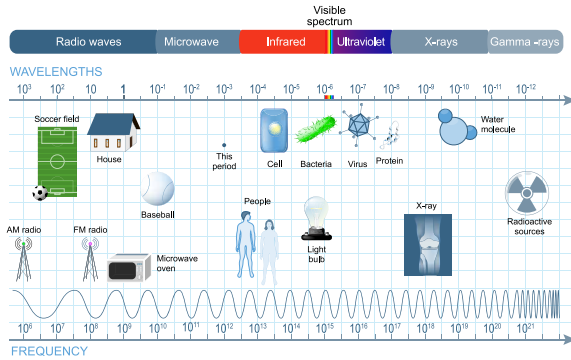 Visible
spectrum
Radio waves Microwave Infrared Ultraviolet X-rays Gamma -rays
WAVELENGTHS
10³ 10² 10 1 10⁻¹ 10⁻² 10⁻³ 10⁻⁴ 10⁻⁵ 10⁻⁶ 10⁻⁷ 10⁻⁸ 10⁻⁹ 10⁻¹⁰ 10⁻¹¹ 10⁻¹²
Soccer field
House
This
period
Cell
Bacteria
Virus
Protein
Water
molecule
Baseball
People
Light
bulb
X-ray
Radioactive
sources
AM radio
FM radio
Microwave
oven
10⁶ 10⁷ 10⁸ 10⁹ 10¹⁰ 10¹¹ 10¹² 10¹³ 10¹⁴ 10¹⁵ 10¹⁶ 10¹⁷ 10¹⁸ 10¹⁹ 10²⁰ 10²¹
FREQUENCY